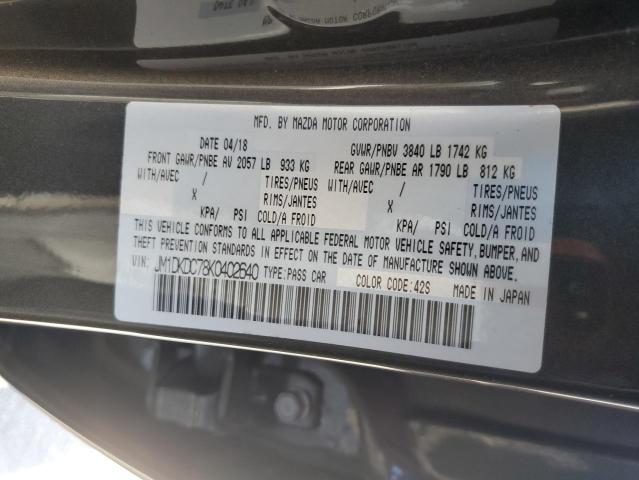 MFD. BY MAZDA MOTOR CORPORATION
DATE 04/18 GVWR/PNBV 3840 LB 1742 KG
FRONT GAWR/PNBE AV 2057 LB 933 KG REAR GAWR/PNBE AR 1790 LB 812 KG
WITH/AVEC / TIRES/PNEUS WITH/AVEC / TIRES/PNEUS
X RIMS/JANTES X RIMS/JANTES
KPA/ PSI COLD/A FROID KPA/ PSI COLD/A FROID
THIS VEHICLE CONFORMS TO ALL APPLICABLE FEDERAL MOTOR VEHICLE SAFETY, BUMPER, AND
THEFT PREVENTION STANDARDS IN EFFECT ON THE DATE OF MANUFACTURE SHOWN ABOVE.
VIN: JM1DKDC78K0402640 TYPE:PASS CAR COLOR CODE:42S MADE IN JAPAN